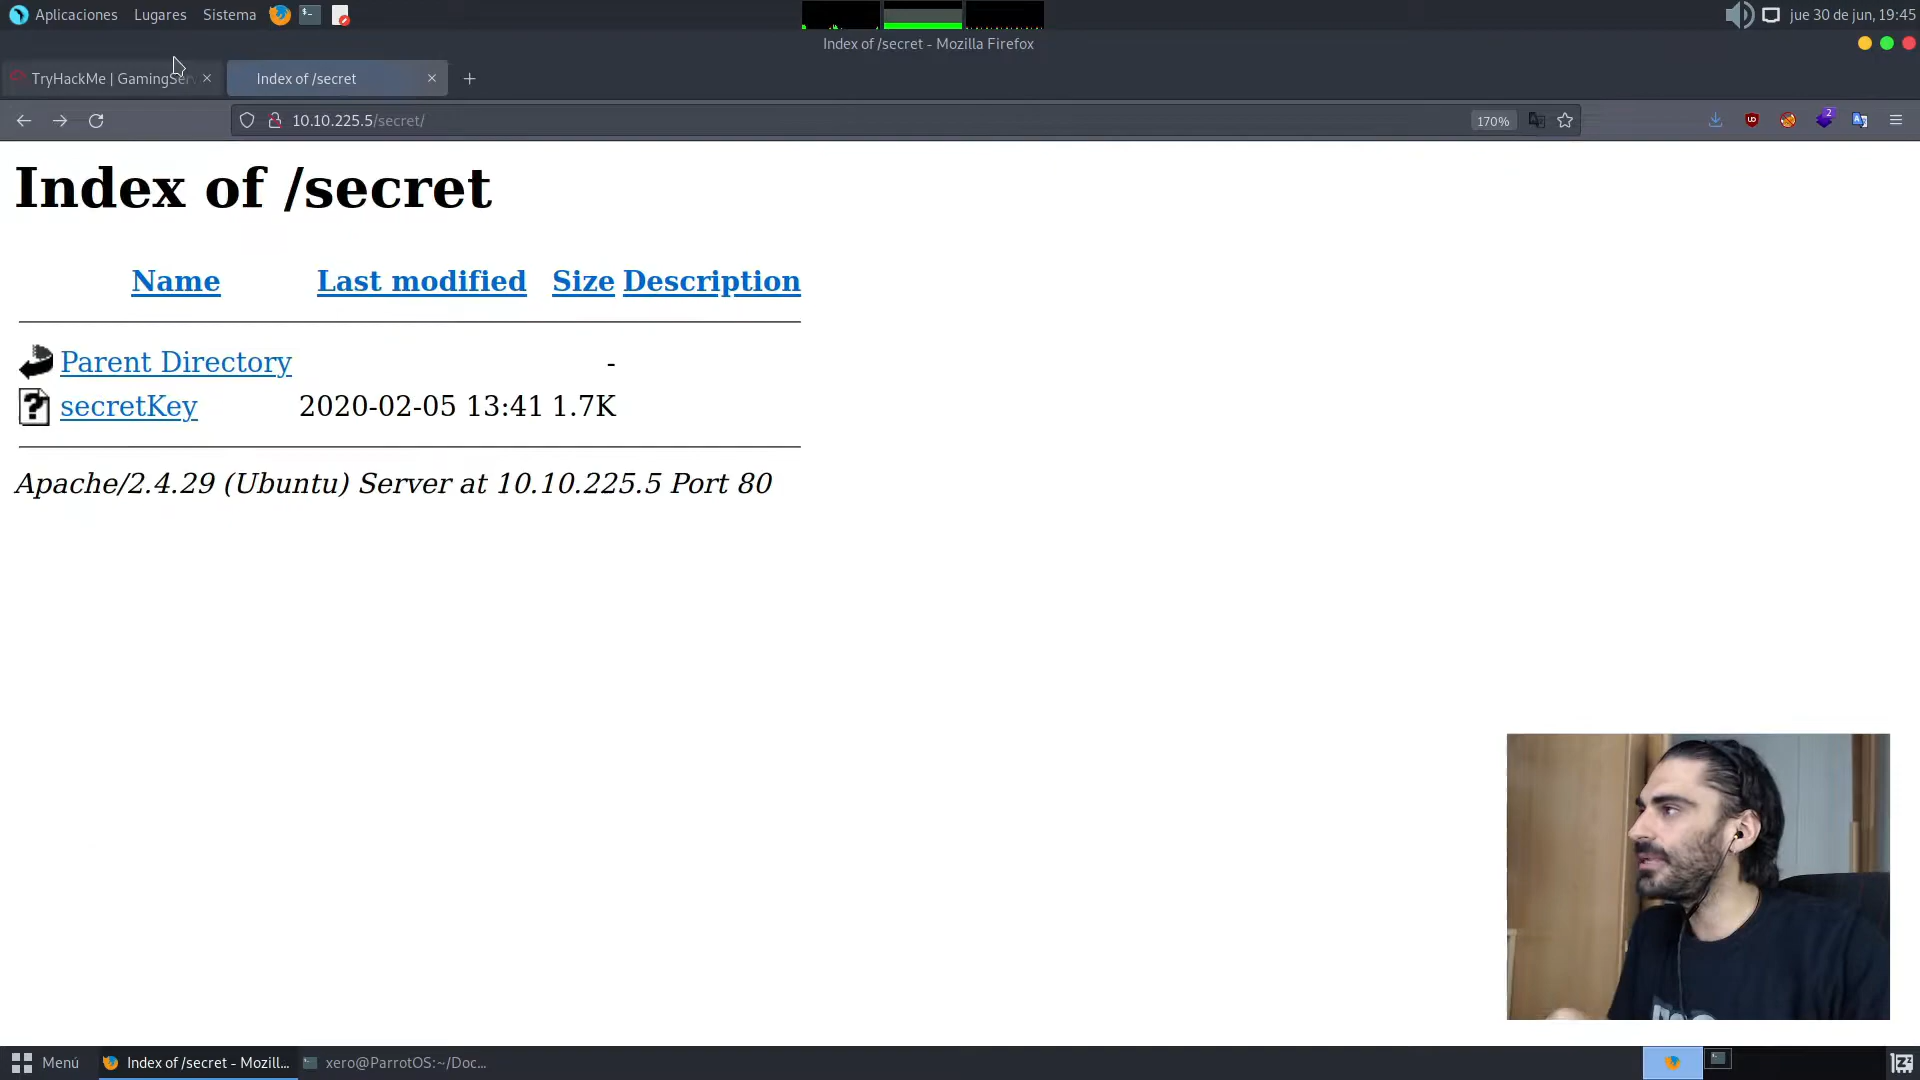 Aplicaciones Lugares Sistema
jue 30 de jun, 19:45
Index of /secret - Mozilla Firefox
TryHackMe | GamingSer
Index of /secret
10.10.225.5/secret/
170%
2
Index of /secret
Name Last modified Size Description
Parent Directory -
secretKey 2020-02-05 13:41 1.7K
Apache/2.4.29 (Ubuntu) Server at 10.10.225.5 Port 80
Menú
Index of /secret - Mozill...
xero@ParrotOS:~/Doc...